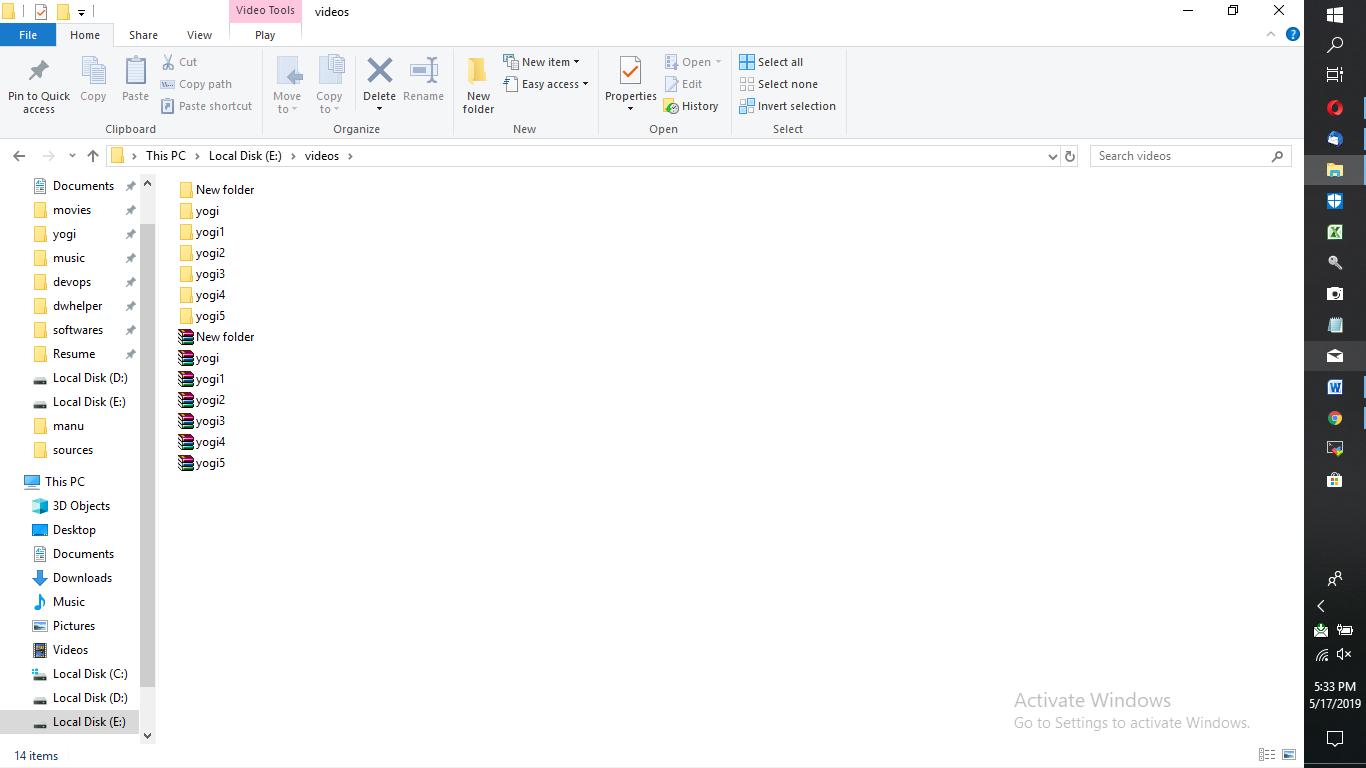 Video Tools
videos
File
Home
Share
View
Play
Pin to Quick access
Copy
Paste
Cut
Copy path
Paste shortcut
Clipboard
Move to
Copy to
Delete
Rename
Organize
New folder
New item
Easy access
New
Properties
Open
Edit
History
Open
Select all
Select none
Invert selection
Select
This PC > Local Disk (E:) > videos >
Search videos
Documents
movies
yogi
music
devops
dwhelper
softwares
Resume
Local Disk (D:)
Local Disk (E:)
manu
sources
This PC
3D Objects
Desktop
Documents
Downloads
Music
Pictures
Videos
Local Disk (C:)
Local Disk (D:)
Local Disk (E:)
New folder
yogi
yogi1
yogi2
yogi3
yogi4
yogi5
New folder
yogi
yogi1
yogi2
yogi3
yogi4
yogi5
Activate Windows
Go to Settings to activate Windows.
14 items
5:33 PM
5/17/2019